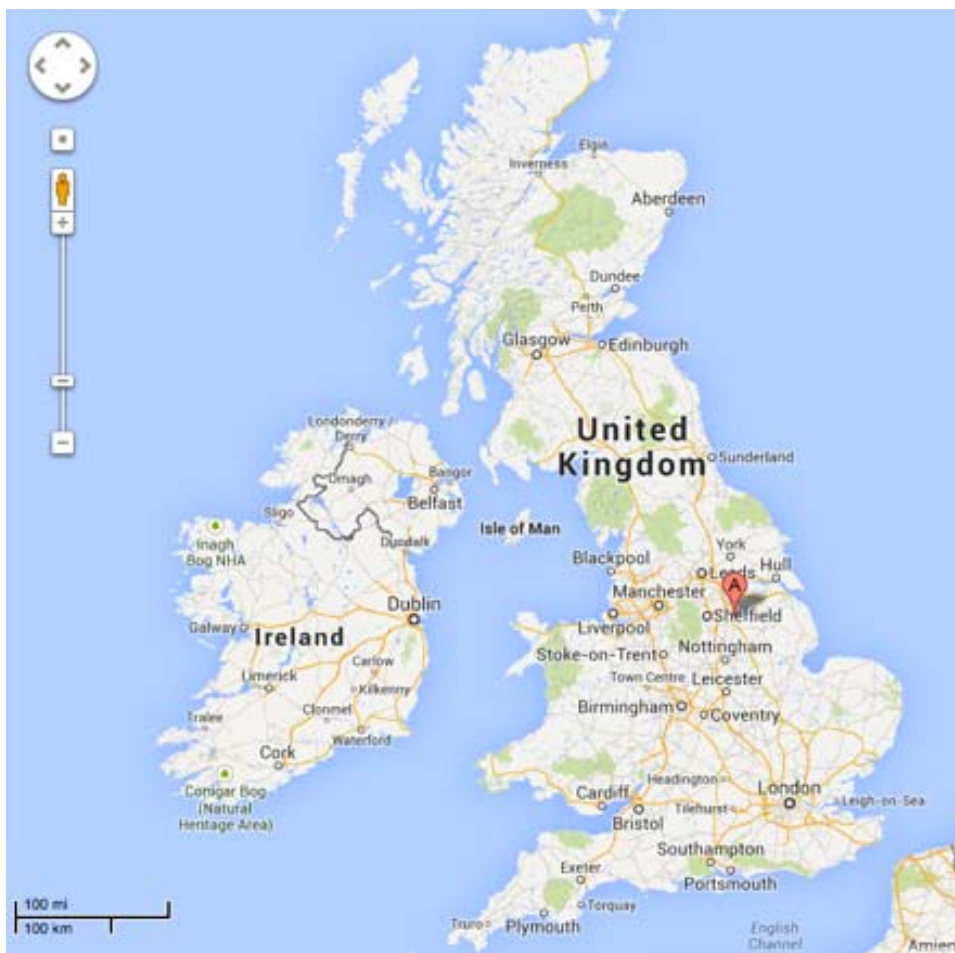 Elgin
Inverness
Aberdeen
Dundee
Perth
Glasgow
Edinburgh
United
Kingdom
Sunderland
Londonderry /
Derry
Omagh
Bangor
Belfast
Sligo
Isle of Man
Inagh
Bog NHA
Dundalk
York
Blackpool
Leeds
Hull
A
Manchester
Dublin
Galway
Ireland
Liverpool
Sheffield
Nottingham
Stoke-on-Trent
Carlow
Limerick
Kilkenny
Town Centre
Leicester
Clonmel
Birmingham
Coventry
Tralee
Waterford
Cork
Headington
London
Conigar Bog
(Natural
Heritage Area)
Cardiff
Tilehurst
Leigh-on-Sea
Bristol
Southampton
Exeter
Portsmouth
Torquay
100 mi
100 km
Truro
Plymouth
English
Channel
Amien